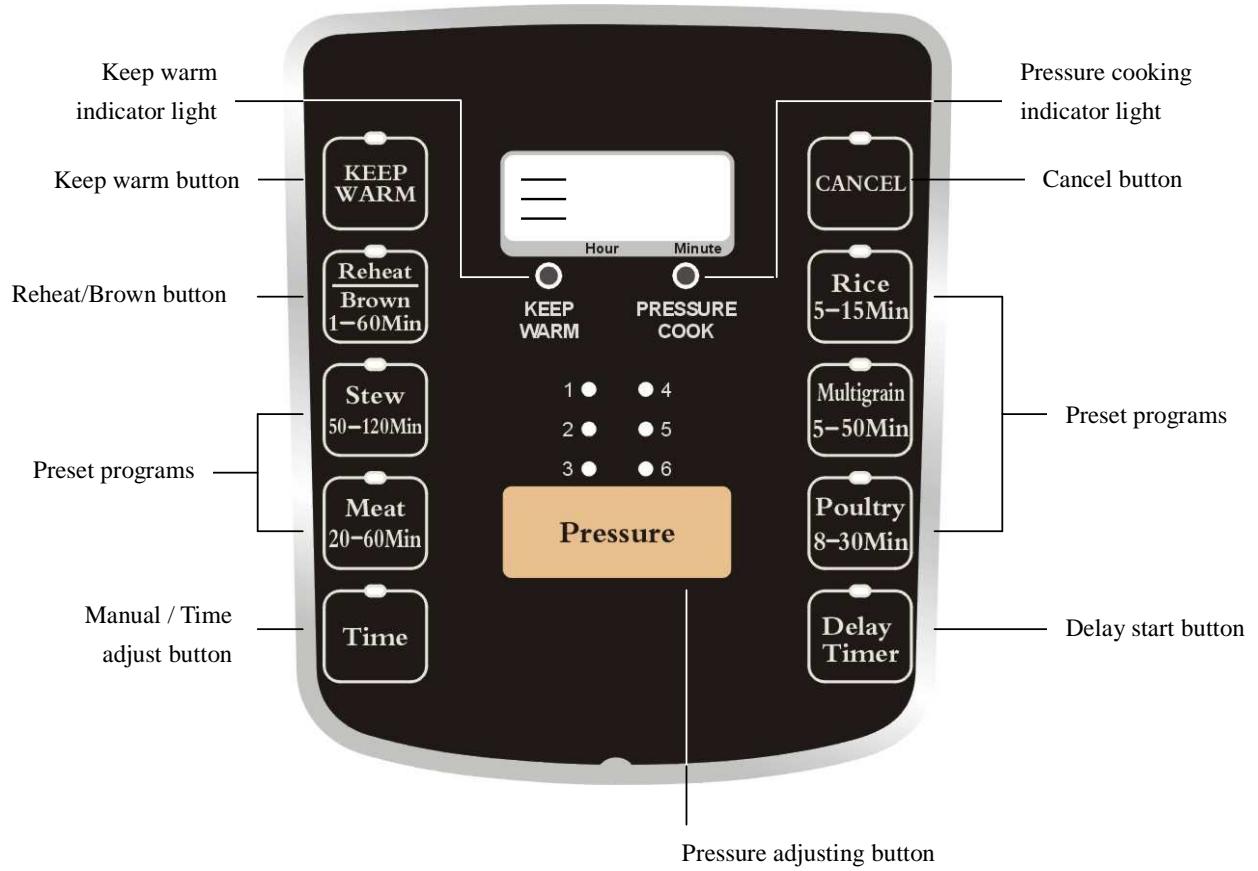 Keep warm
indicator light
Pressure cooking
indicator light
Keep warm button
KEEP
WARM
CANCEL
Cancel button
Hour Minute
Reheat/Brown button
Reheat
Brown
1-60Min
KEEP
WARM
PRESSURE
COOK
Rice
5-15Min
Preset programs
Stew
50-120Min
Meat
20-60Min
1 4
2 5
3 6
Pressure
Multigrain
5-50Min
Poultry
8-30Min
Preset programs
Manual / Time
adjust button
Time
Delay
Timer
Delay start button
Pressure adjusting button